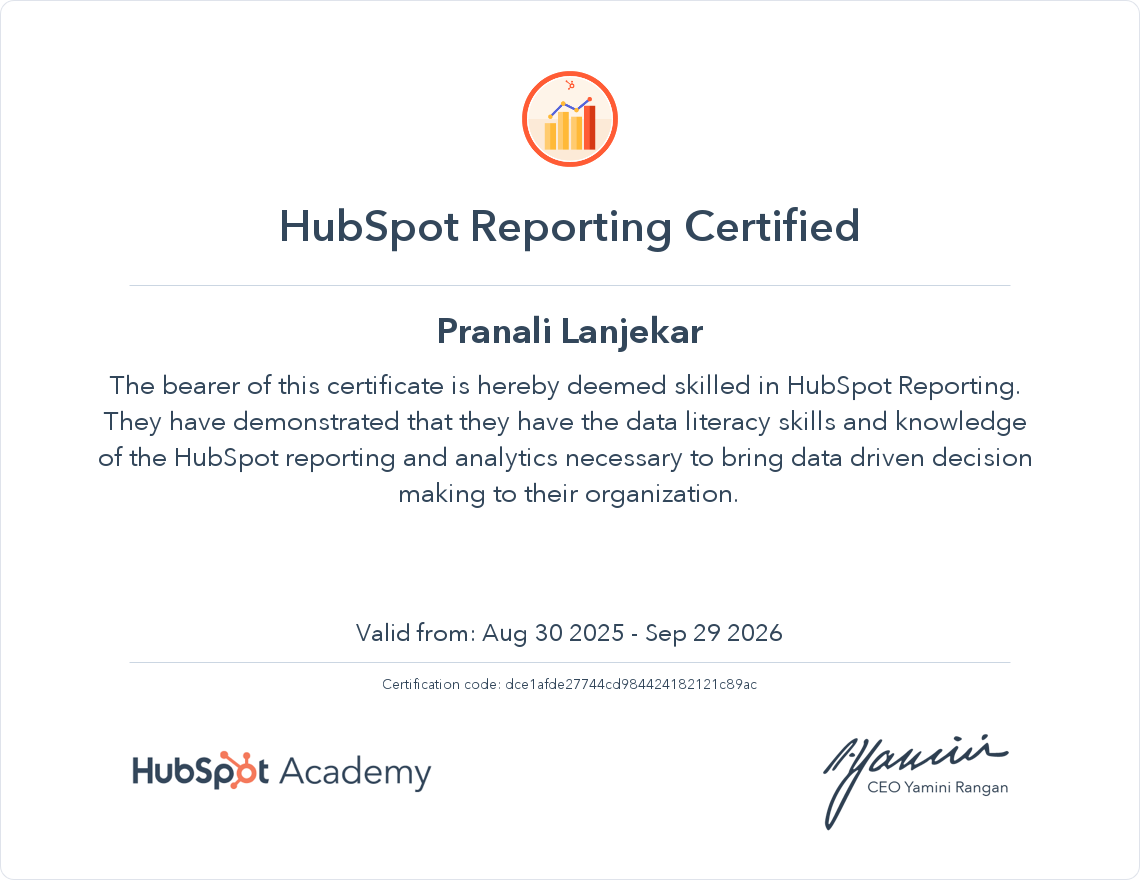 HubSpot Reporting Certified
Pranali Lanjekar
The bearer of this certificate is hereby deemed skilled in HubSpot Reporting.
They have demonstrated that they have the data literacy skills and knowledge
of the HubSpot reporting and analytics necessary to bring data driven decision
making to their organization.
Valid from: Aug 30 2025 - Sep 29 2026
Certification code: dce1afde27744cd984424182121c89ac
HubSpot Academy
CEO Yamini Rangan